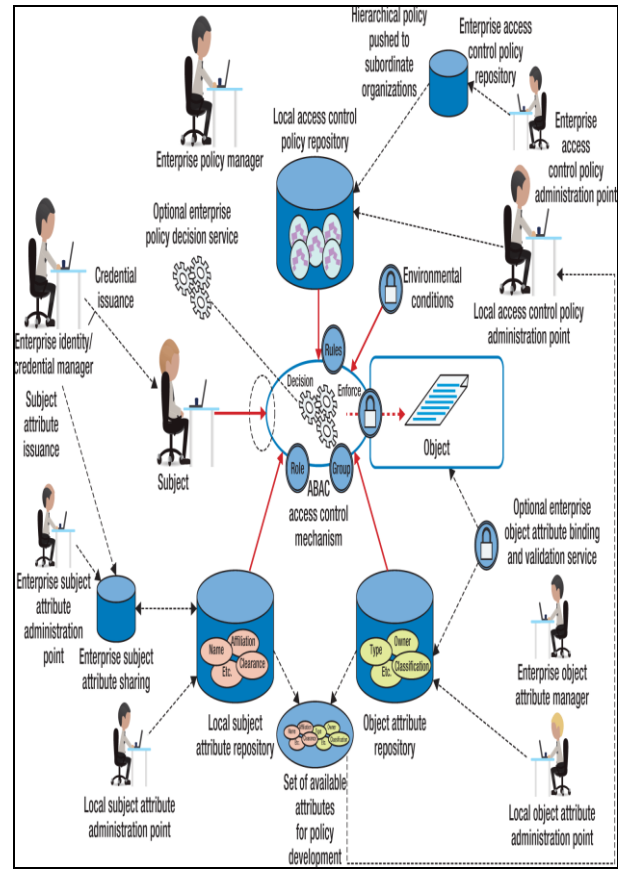 Hierarchical policy
pushed to
subordinate
organizations
Enterprise access
control policy
repository
Enterprise policy manager
Local access control
policy repository
Enterprise
access
control policy
administration point
Optional enterprise
policy decision service
Environmental
conditions
Local access control policy
administration point
Credential
issuance
Enterprise identity/
credential manager
Rules
Decision
Enforce
Object
Subject
attribute
issuance
Subject
Role
Group
ABAC
access control
mechanism
Optional enterprise
object attribute binding
and validation service
Enterprise subject
attribute
administration
point
Enterprise subject
attribute sharing
Name
Affiliation
Clearance
Etc.
Local subject
attribute repository
Type
Owner
Classification
Etc.
Object attribute
repository
Enterprise object
attribute manager
Local subject attribute
administration point
Set of available
attributes
for policy
development
Local object attribute
administration point